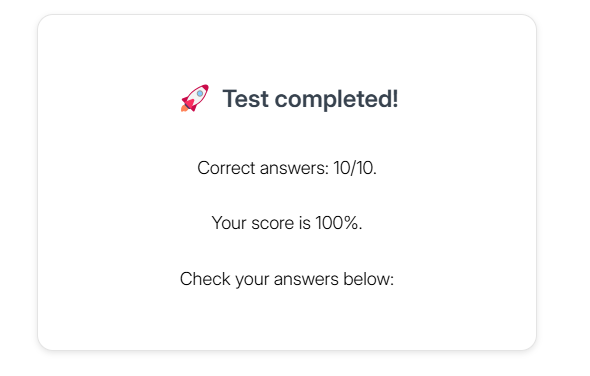 🚀 Test completed!
Correct answers: 10/10.
Your score is 100%.
Check your answers below: